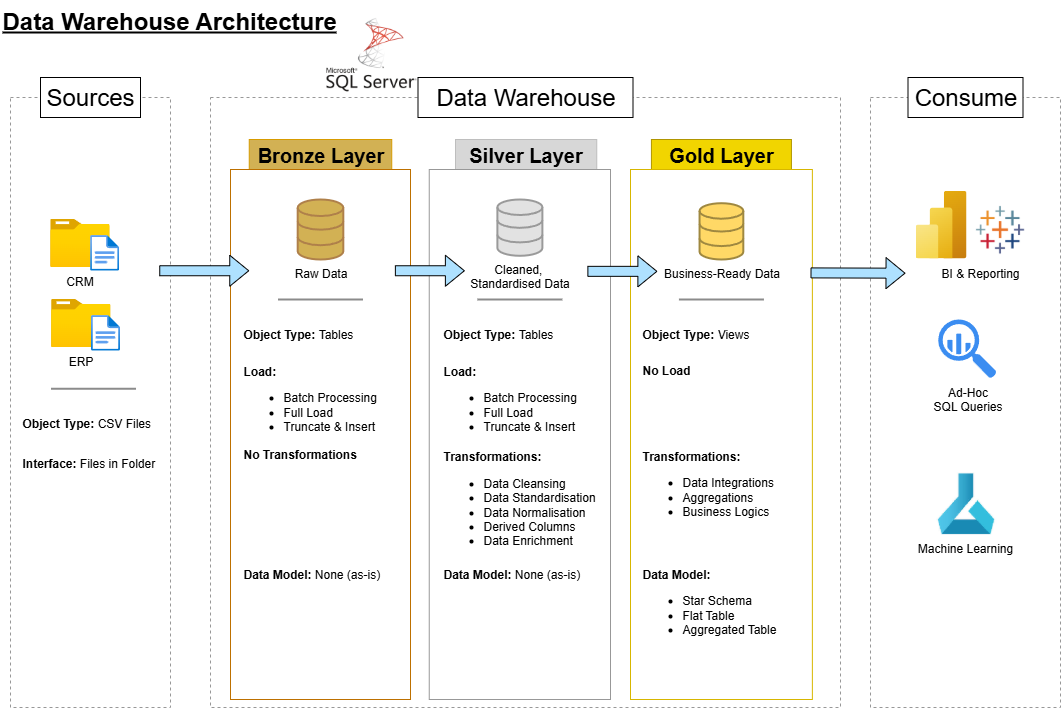 Data Warehouse Architecture
Microsoft®
SQL Server
Sources
CRM
ERP
Object Type: CSV Files
Interface: Files in Folder
Data Warehouse
Bronze Layer
Raw Data
Object Type: Tables
Load:
• Batch Processing
• Full Load
• Truncate & Insert
No Transformations
Data Model: None (as-is)
Silver Layer
Cleaned,
Standardised Data
Object Type: Tables
Load:
• Batch Processing
• Full Load
• Truncate & Insert
Transformations:
• Data Cleansing
• Data Standardisation
• Data Normalisation
• Derived Columns
• Data Enrichment
Data Model: None (as-is)
Gold Layer
Business-Ready Data
Object Type: Views
No Load
Transformations:
• Data Integrations
• Aggregations
• Business Logics
Data Model:
• Star Schema
• Flat Table
• Aggregated Table
Consume
BI & Reporting
Ad-Hoc
SQL Queries
Machine Learning